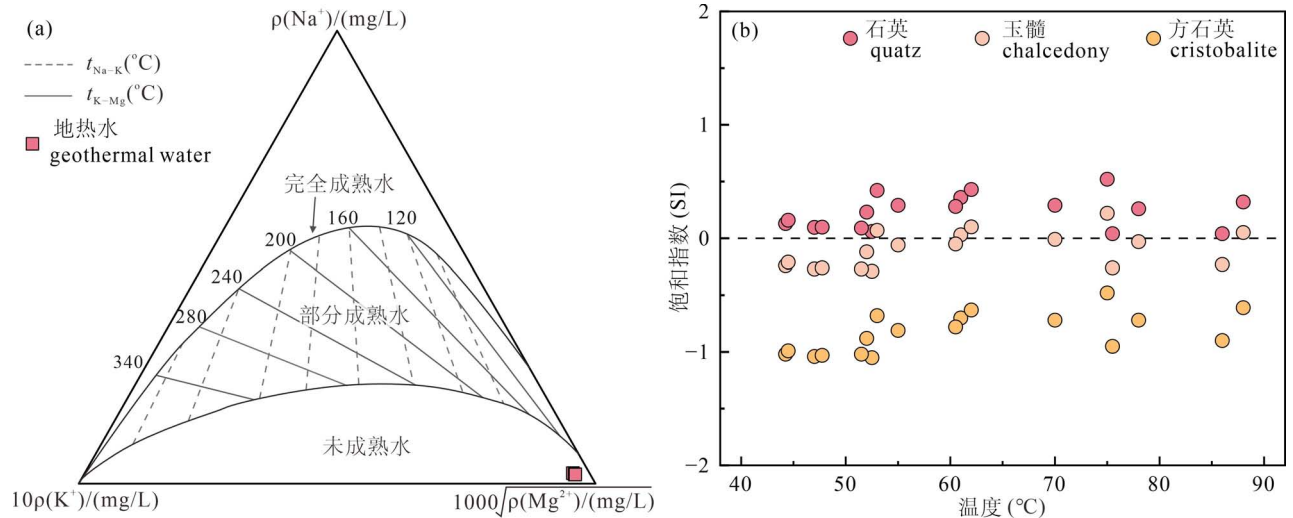 (a)
ρ(Na⁺)/(mg/L)
t Na−K(°C)
t K−Mg(°C)
地热水
geothermal water
完全成熟水
160
120
200
240
280
340
部分成熟水
未成熟水
10ρ(K⁺)/(mg/L)
1000√ρ(Mg²⁺)/(mg/L)
(b)
石英
quatz
玉髓
chalcedony
方石英
cristobalite
饱和指数(SI)
2
1
0
−1
−2
40
50
60
70
80
90
温度(℃)